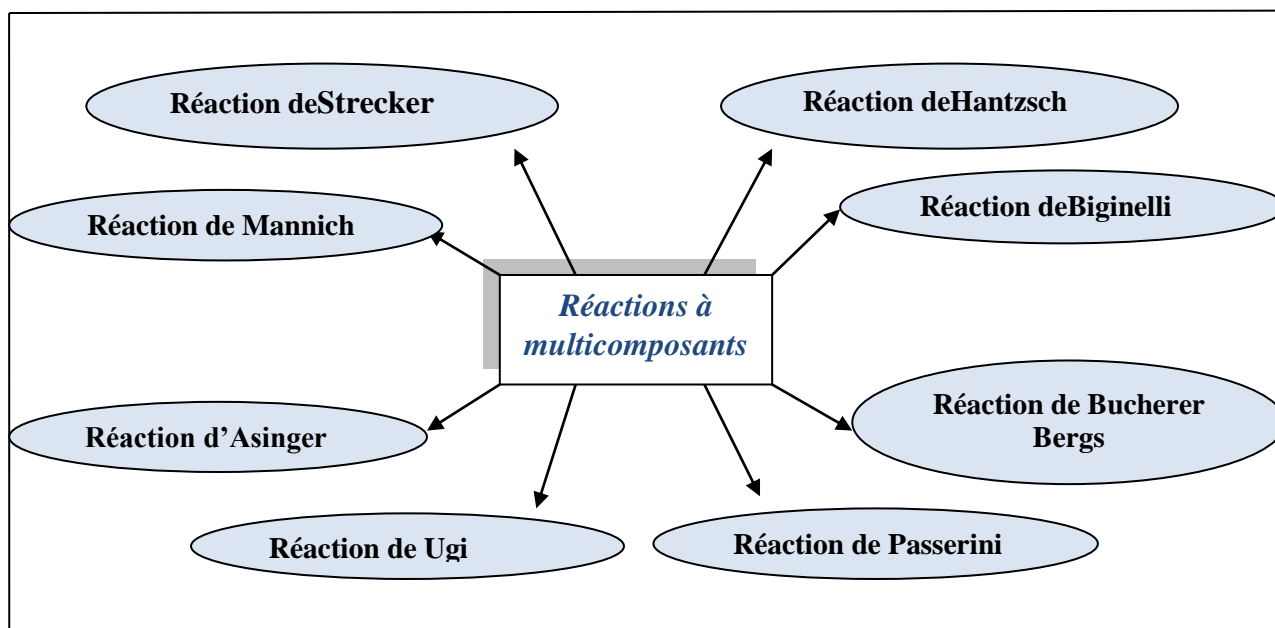 Réaction deStrecker
Réaction deHantzsch
Réaction de Mannich
Réaction deBiginelli
Réactions à
multicomposants
Réaction d’Asinger
Réaction de Bucherer
Bergs
Réaction de Ugi
Réaction de Passerini